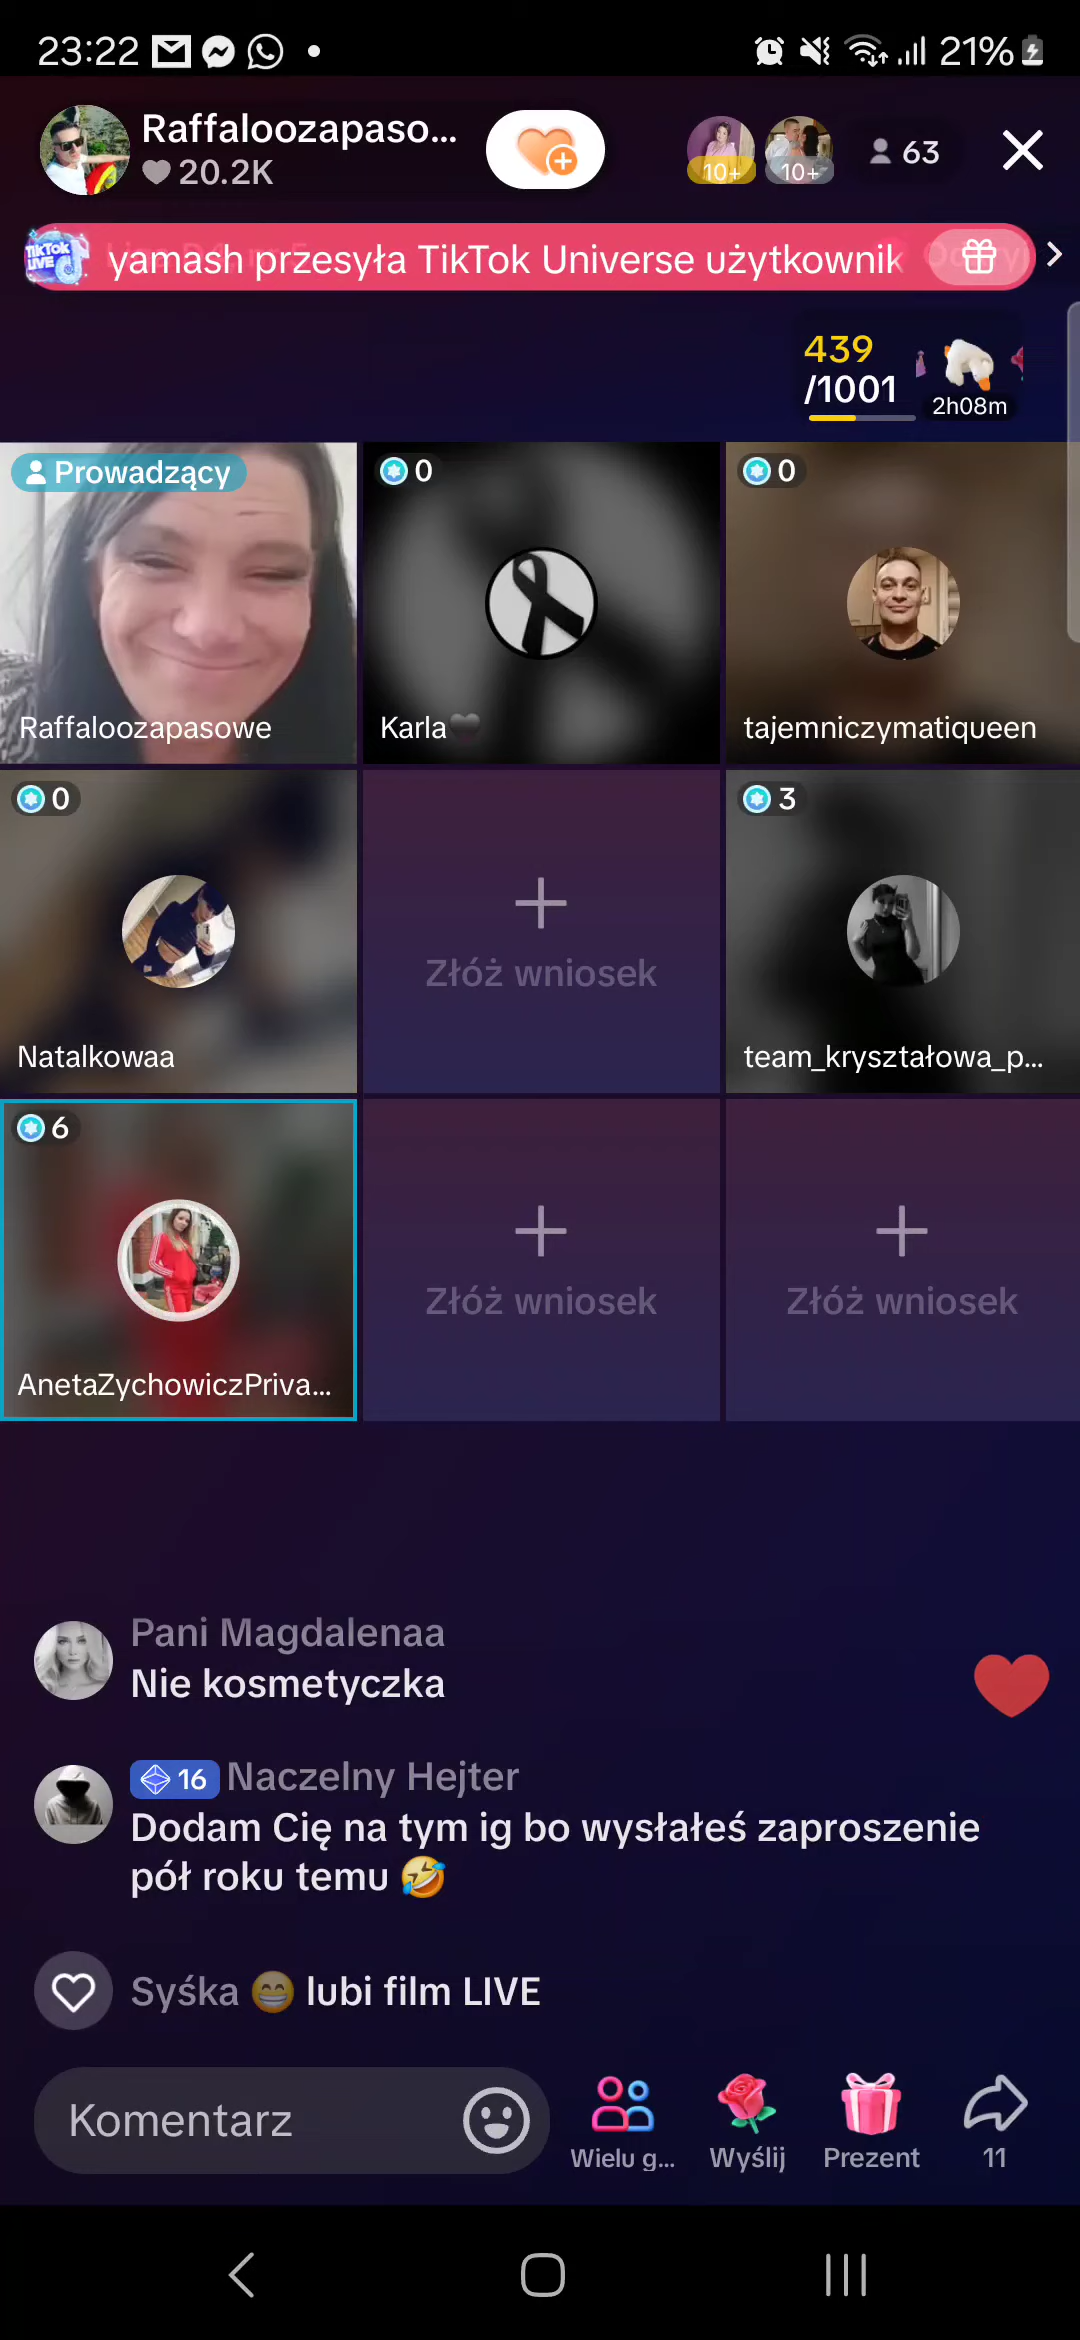 23:22
21%
Raffaloozapaso...
20.2K
10+
10+
63
TikTok LIVE
yamash przesyła TikTok Universe użytkownik
439
/1001
2h08m
Prowadzący
0
0
Raffaloozapasowe
Karla
tajemniczymatiqueen
0
Złóż wniosek
3
Natalkowaa
team_kryształowa_p...
6
Złóż wniosek
Złóż wniosek
AnetaZychowiczPriva...
Pani Magdalenaa
Nie kosmetyczka
16 Naczelny Hejter
Dodam Cię na tym ig bo wysłałeś zaproszenie
pół roku temu 🤣
Syśka 😁 lubi film LIVE
Komentarz
Wielu g...
Wyślij
Prezent
11